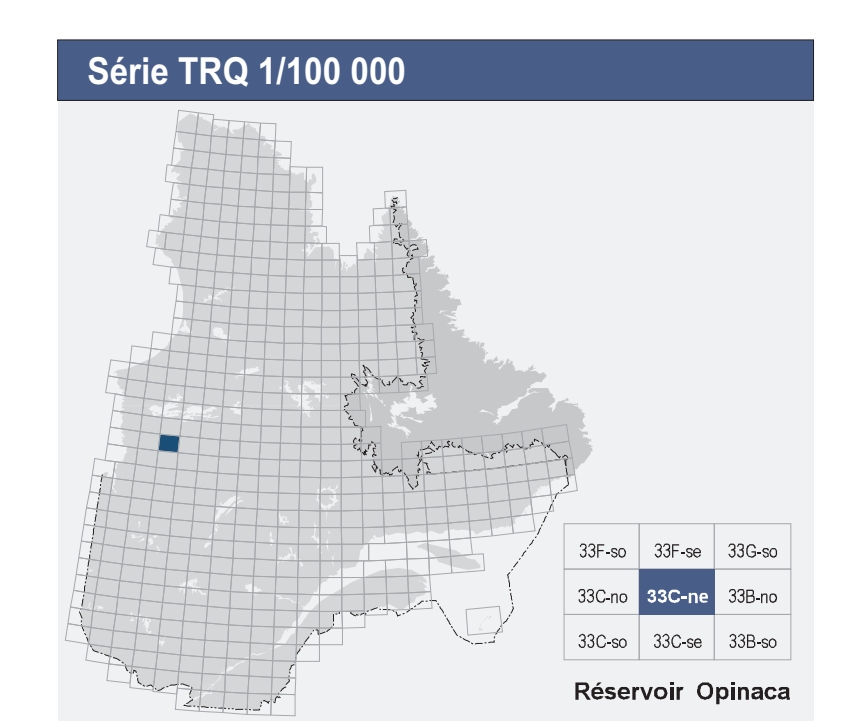 Série TRQ 1/100 000
33F-so 33F-se 33G-so
33C-no 33C-ne 33B-no
33C-so 33C-se 33B-so
Réservoir Opinaca